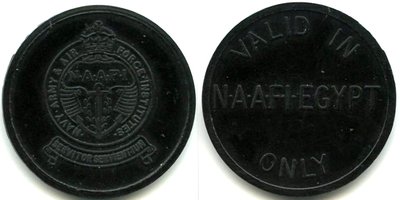 NAVY, ARMY & AIR FORCE INSTITUTES
N.A.A.F.I
SERVITOR SERVIENTIUM
VALID IN
N·A·A·F·I·EGYPT
ONLY